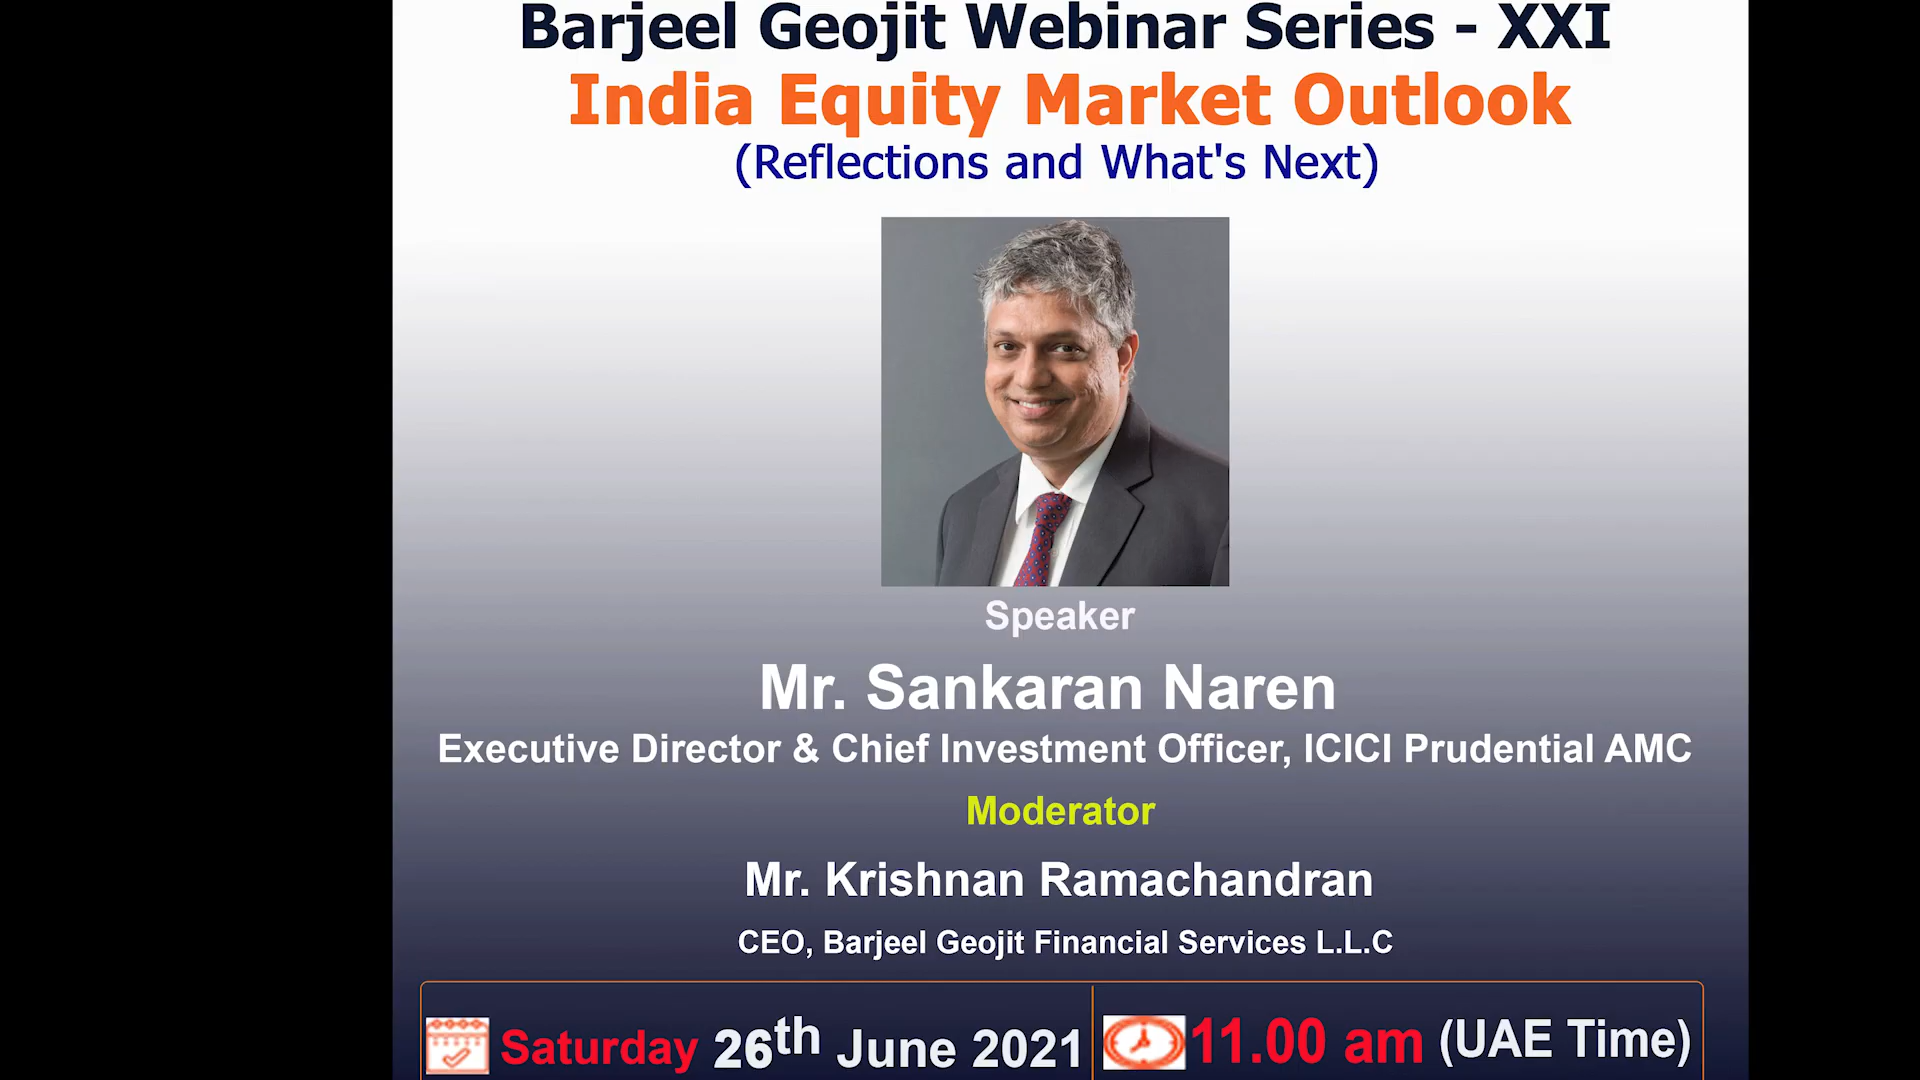 Barjeel Geojit Webinar Series - XXI
India Equity Market Outlook
(Reflections and What's Next)
Speaker
Mr. Sankaran Naren
Executive Director & Chief Investment Officer, ICICI Prudential AMC
Moderator
Mr. Krishnan Ramachandran
CEO, Barjeel Geojit Financial Services L.L.C
Saturday 26th June 2021 11.00 am (UAE Time)